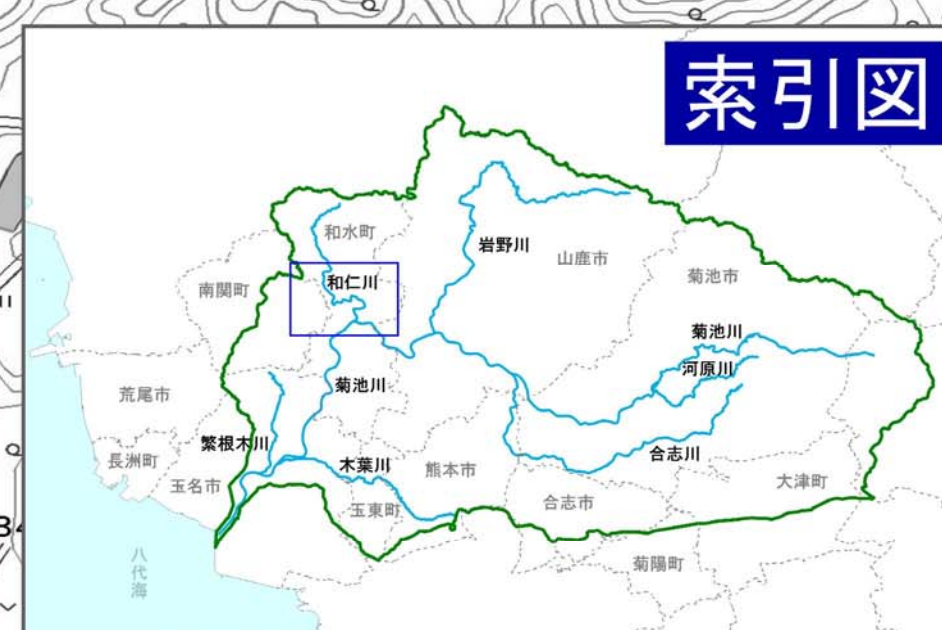 索引図
和水町
岩野川
山鹿市
菊池市
南関町
和仁川
菊池川
河原川
菊池川
荒尾市
繁根木川
長洲町
木葉川
熊本市
合志川
玉名市
大津町
玉東町
合志市
菊陽町
八代海